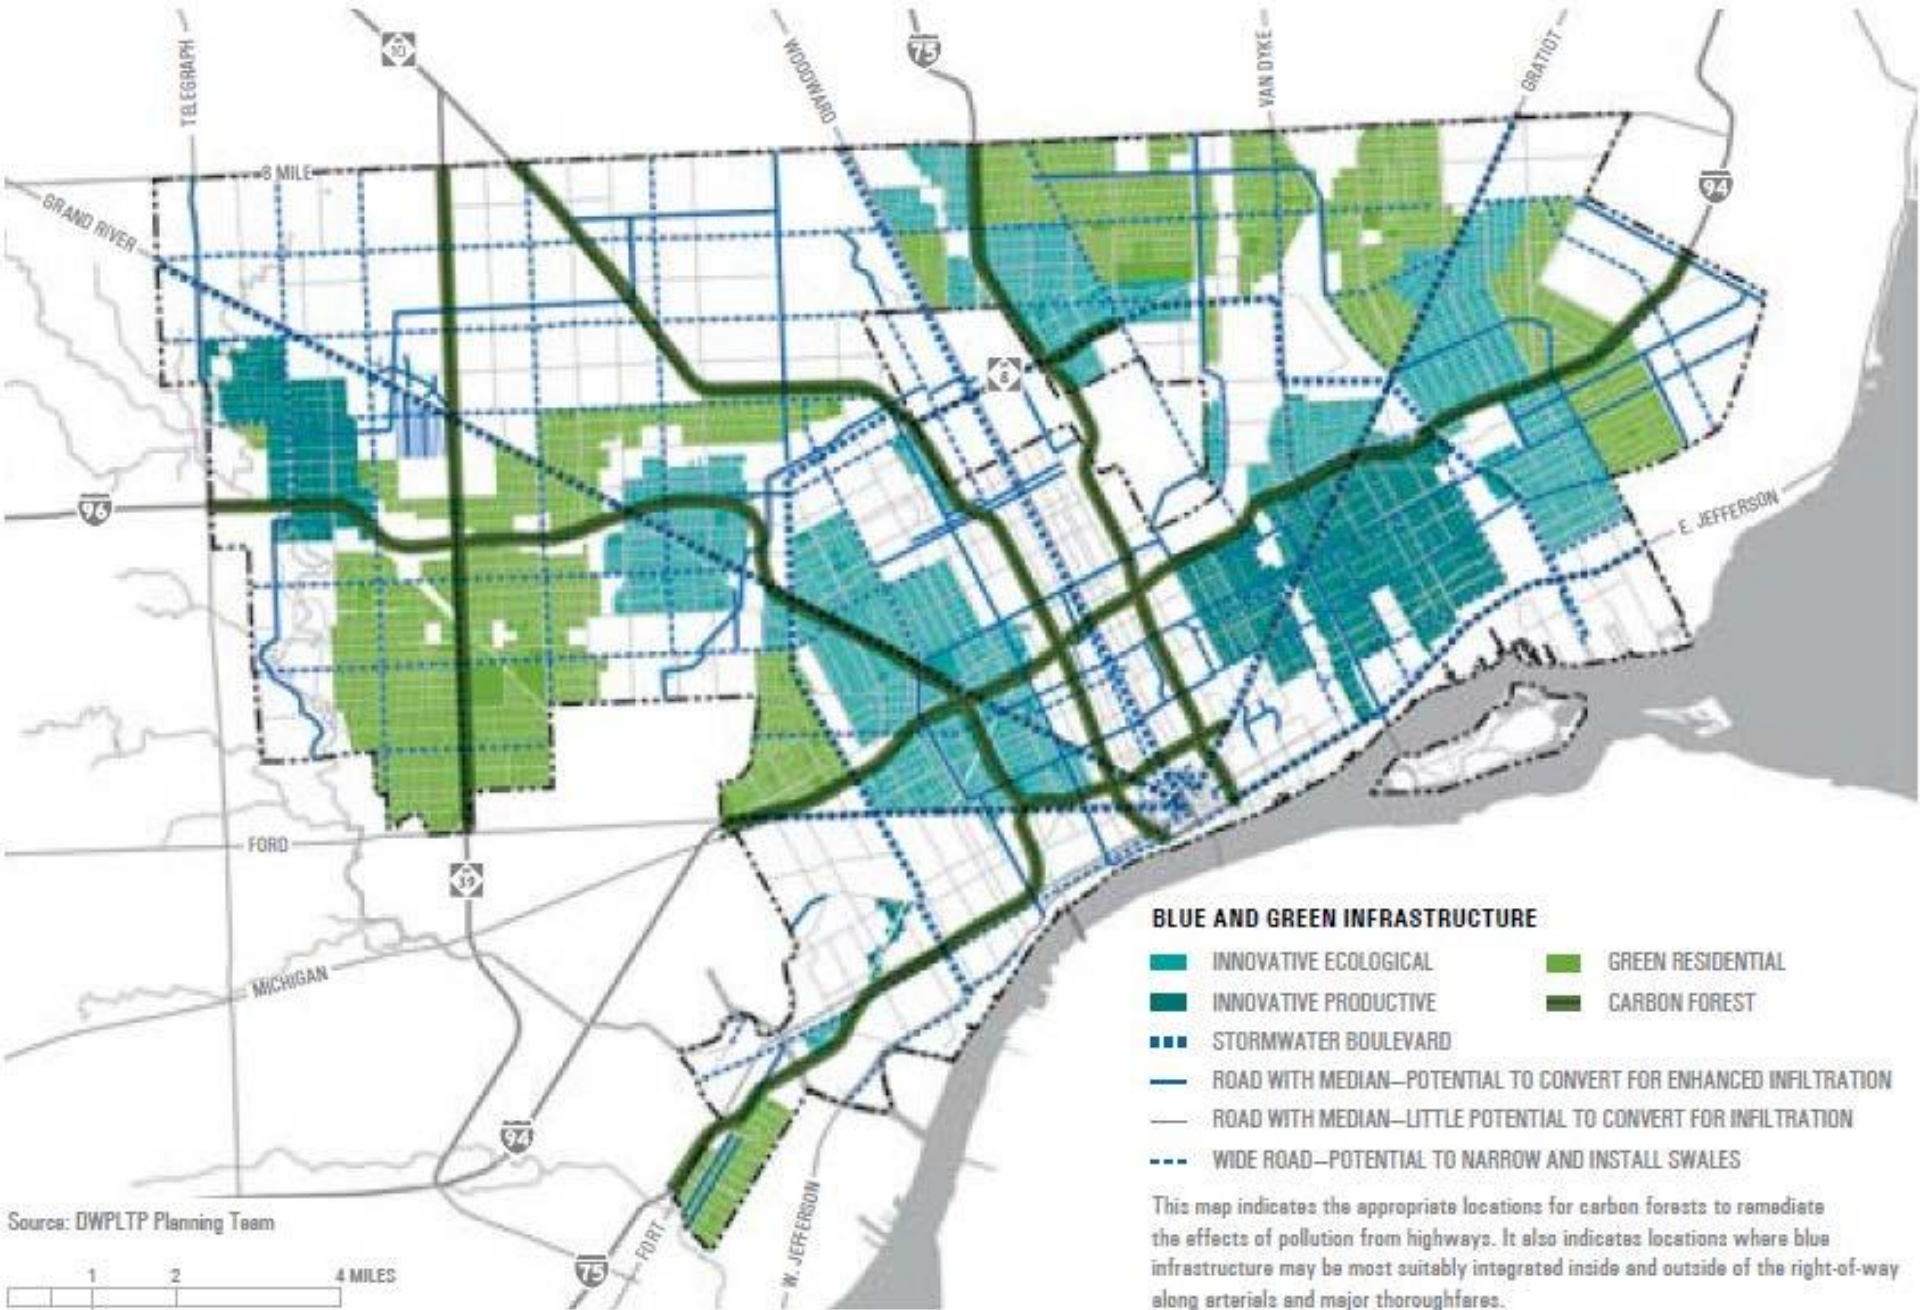 TELEGRAPH
10
WOODWARD
75
VAN DYKE
GRATIOT
8 MILE
94
GRAND RIVER
8
96
E. JEFFERSON
FORD
39
MICHIGAN
94
75
FORT
W. JEFFERSON
BLUE AND GREEN INFRASTRUCTURE
INNOVATIVE ECOLOGICAL
GREEN RESIDENTIAL
INNOVATIVE PRODUCTIVE
CARBON FOREST
STORMWATER BOULEVARD
ROAD WITH MEDIAN–POTENTIAL TO CONVERT FOR ENHANCED INFILTRATION
ROAD WITH MEDIAN–LITTLE POTENTIAL TO CONVERT FOR INFILTRATION
WIDE ROAD–POTENTIAL TO NARROW AND INSTALL SWALES
This map indicates the appropriate locations for carbon forests to remediate
the effects of pollution from highways. It also indicates locations where blue
infrastructure may be most suitably integrated inside and outside of the right-of-way
along arterials and major thoroughfares.
Source: DWPLTP Planning Team
1 2 4 MILES